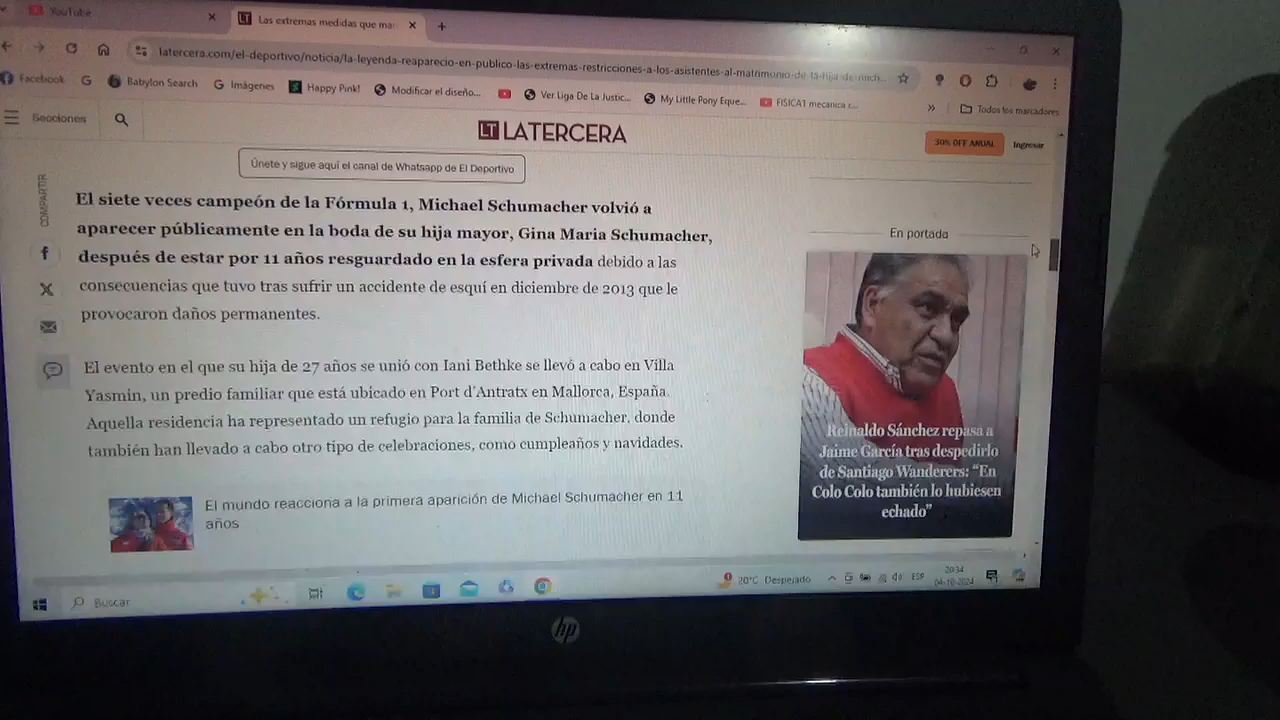 YouTube
LT Las extremas medidas que ma
latercera.com/el-deportivo/noticia/la-leyenda-reaparecio-en-publico-las-extremas-restricciones-a-los-asistentes-al-matrimonio-de-la-hija-de-mich...
Facebook
Babylon Search
Imágenes
Happy Pink!
Modificar el diseño...
Ver Liga De La Justic...
My Little Pony Eque...
FISICA1 mecanica r...
»
Todos los marcadores
Secciones
LT LATERCERA
30% OFF ANUAL
Ingresar
Únete y sigue aquí el canal de Whatsapp de El Deportivo
COMPARTIR
El siete veces campeón de la Fórmula 1, Michael Schumacher volvió a
aparecer públicamente en la boda de su hija mayor, Gina Maria Schumacher,
después de estar por 11 años resguardado en la esfera privada debido a las
consecuencias que tuvo tras sufrir un accidente de esquí en diciembre de 2013 que le
provocaron daños permanentes.
El evento en el que su hija de 27 años se unió con Iani Bethke se llevó a cabo en Villa
Yasmin, un predio familiar que está ubicado en Port d'Antratx en Mallorca, España.
Aquella residencia ha representado un refugio para la familia de Schumacher, donde
también han llevado a cabo otro tipo de celebraciones, como cumpleaños y navidades.
El mundo reacciona a la primera aparición de Michael Schumacher en 11
años
En portada
Reinaldo Sánchez repasa a
Jaime García tras despedirlo
de Santiago Wanderers: “En
Colo Colo también lo hubiesen
echado”
Buscar
20°C Despejado
ESP
20:34
04-10-2024
hp